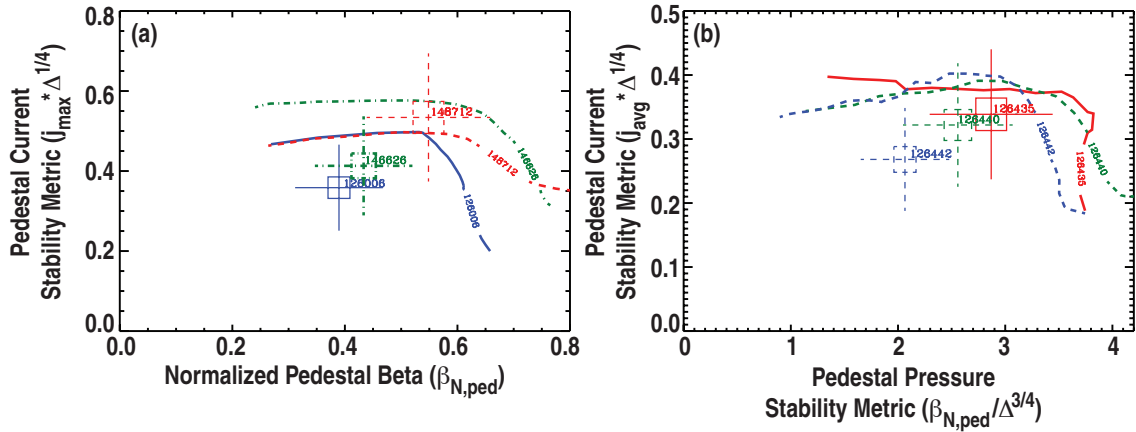 (a)
Pedestal Current
Stability Metric (jmax* Δ1/4)
0.8
0.6
0.4
0.2
0.0
148712
146626
126006
146626
148712
126006
0.0 0.2 0.4 0.6 0.8
Normalized Pedestal Beta (βN,ped)
(b)
Pedestal Current
Stability Metric (javg* Δ1/4)
0.5
0.4
0.3
0.2
0.1
0.0
126435
126440
126442
126442
126440
126435
0 1 2 3 4
Pedestal Pressure
Stability Metric (βN,ped/Δ3/4)